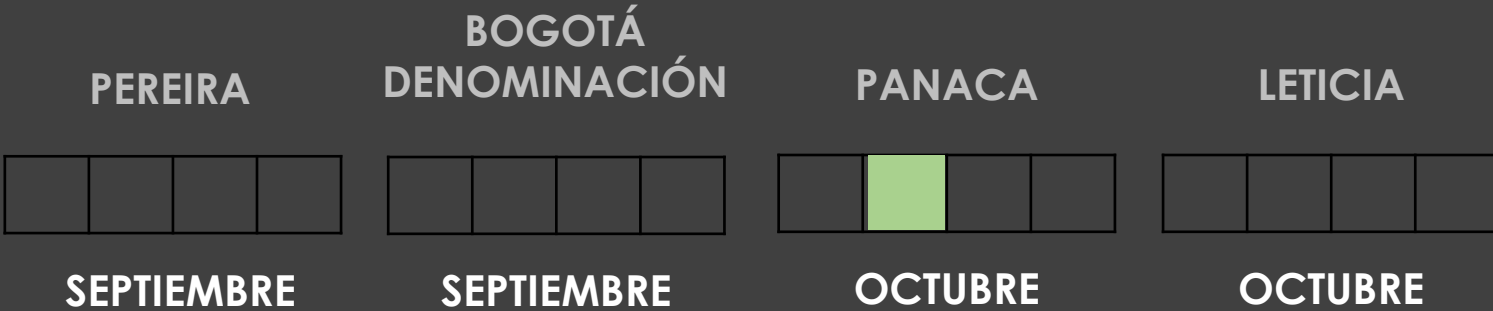 PEREIRA
BOGOTÁ
DENOMINACIÓN
PANACA
LETICIA
SEPTIEMBRE
SEPTIEMBRE
OCTUBRE
OCTUBRE